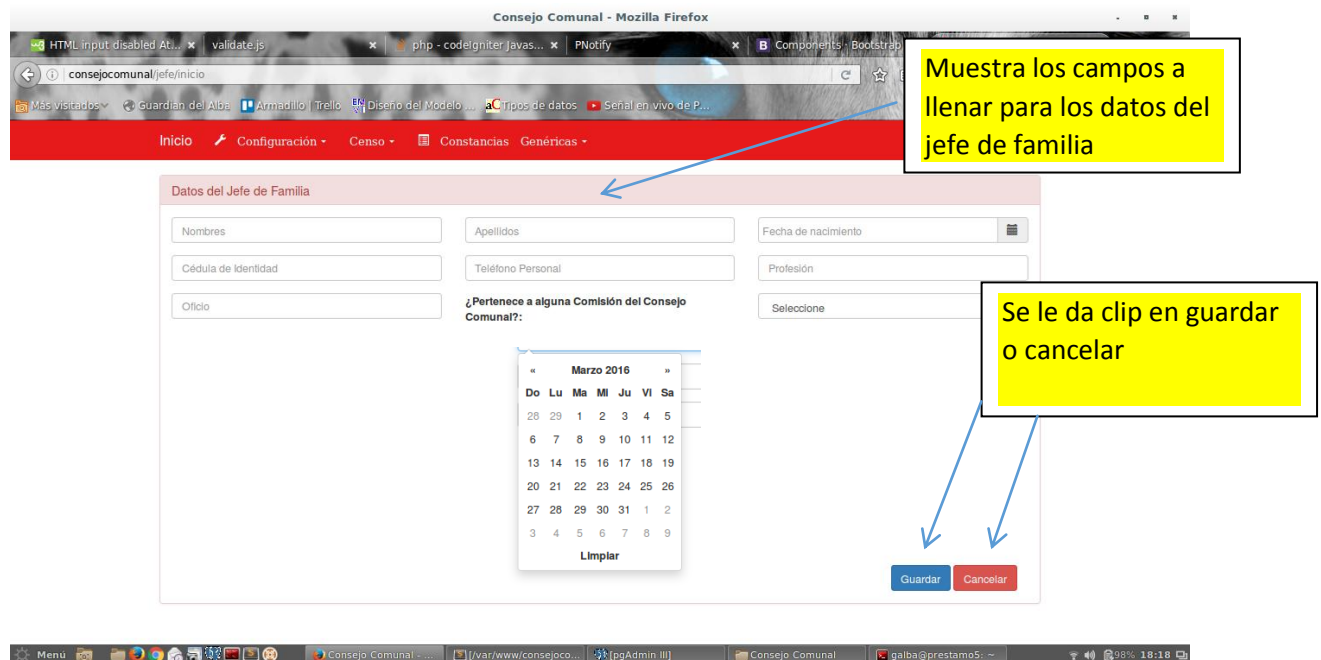 Consejo Comunal - Mozilla Firefox
HTML input disabled At... × validate.js × php - codeIgniter Javas... × PNotify × B Components · Bootstrap
consejocomunal/jefe/inicio
Más visitados Guardian del Alba Armadillo | Trello Diseño del Modelo ... aC Tipos de datos Señal en vivo de P...
Muestra los campos a
llenar para los datos del
jefe de familia
Inicio Configuración Censo Constancias Genéricas
Datos del Jefe de Familia
Nombres Apellidos Fecha de nacimiento
Cédula de Identidad Teléfono Personal Profesión
Oficio ¿Pertenece a alguna Comisión del Consejo
Comunal?: Seleccione
Se le da clip en guardar
o cancelar
« Marzo 2016 »
Do Lu Ma Mi Ju Vi Sa
28 29 1 2 3 4 5
6 7 8 9 10 11 12
13 14 15 16 17 18 19
20 21 22 23 24 25 26
27 28 29 30 31 1 2
3 4 5 6 7 8 9
Limpiar
Guardar Cancelar
Menú Consejo Comunal - ... [/var/www/consejoco... [pgAdmin III] Consejo Comunal galba@prestamo5: ~ 98% 18:18